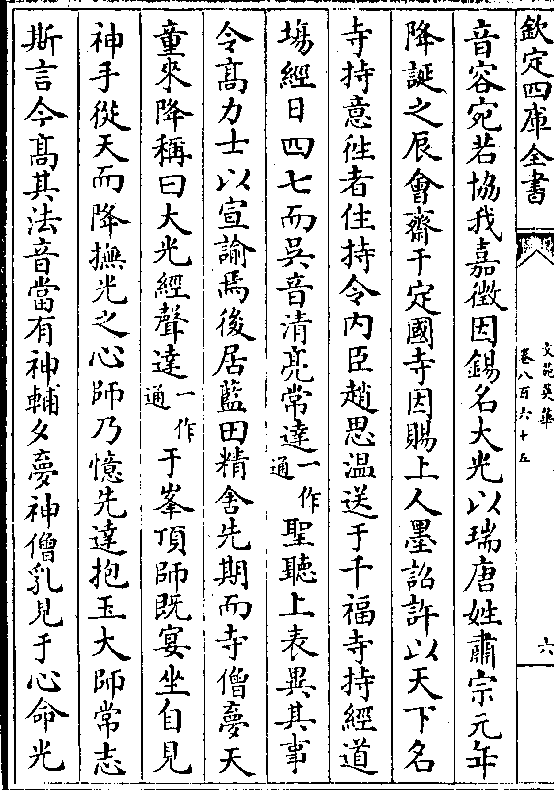 欽定四庫全書
文苑英華
卷八百六十五
六
音容宛若協我嘉徴因錫名大光以瑞唐姓肅宗元年
降誕之辰會齋于定國寺因賜上人墨詔許以天下名
寺持意徃者住持令内臣趙思温送于千福寺持經道
塲經日四七而吳音清亮常達一作通聖聽上表異其事
令髙力士以宣諭焉後居藍田精舍先期而寺僧夢天
童來降稱曰大光經聲達一作通于峯頂師既宴坐自見
神手從天而降撫光之心師乃憶先達抱玉大師常志
斯言今髙其法音當有神輔夕夢神僧乳見于心命光